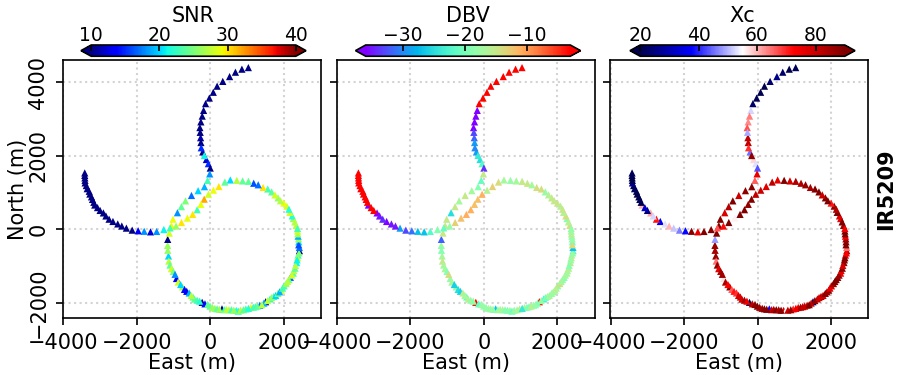 SNR DBV Xc
10 20 30 40 −30 −20 −10 20 40 60 80
4000
2000
0
−2000
North (m)
−4000 −2000 0 2000 −4000 −2000 0 2000 −4000 −2000 0 2000
East (m) East (m) East (m)
IR5209